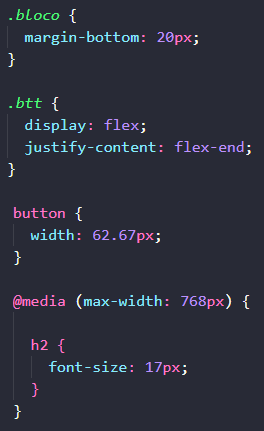 .bloco {
margin-bottom: 20px;
}
.btt {
display: flex;
justify-content: flex-end;
}
button {
width: 62.67px;
}
@media (max-width: 768px) {
h2 {
font-size: 17px;
}
}